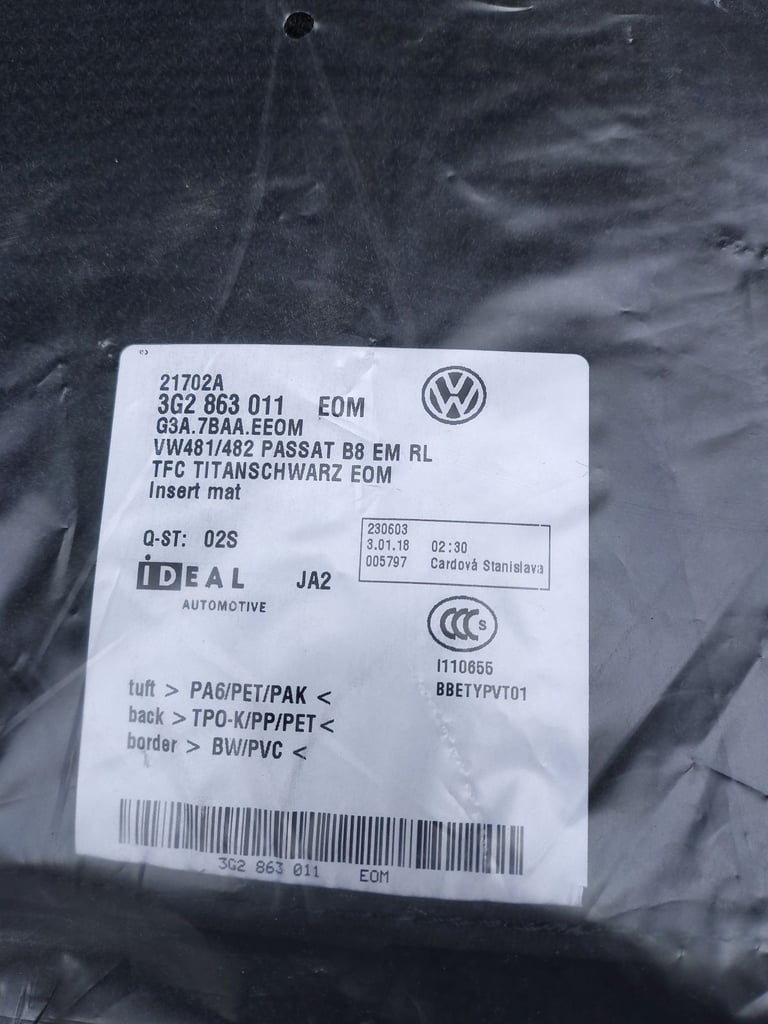 21702A
3G2 863 011 EOM
G3A.7BAA.EEOM
VW481/482 PASSAT B8 EM RL
TFC TITANSCHWARZ EOM
Insert mat
Q-ST: 02S
230603
3.01.18 02:30
005797 Cardová Stanislava
IDEAL JA2
AUTOMOTIVE
CCC S
I110655
BBETYPVT01
tuft > PA6/PET/PAK <
back > TPO-K/PP/PET <
border > BW/PVC <
3G2 863 011 EOM